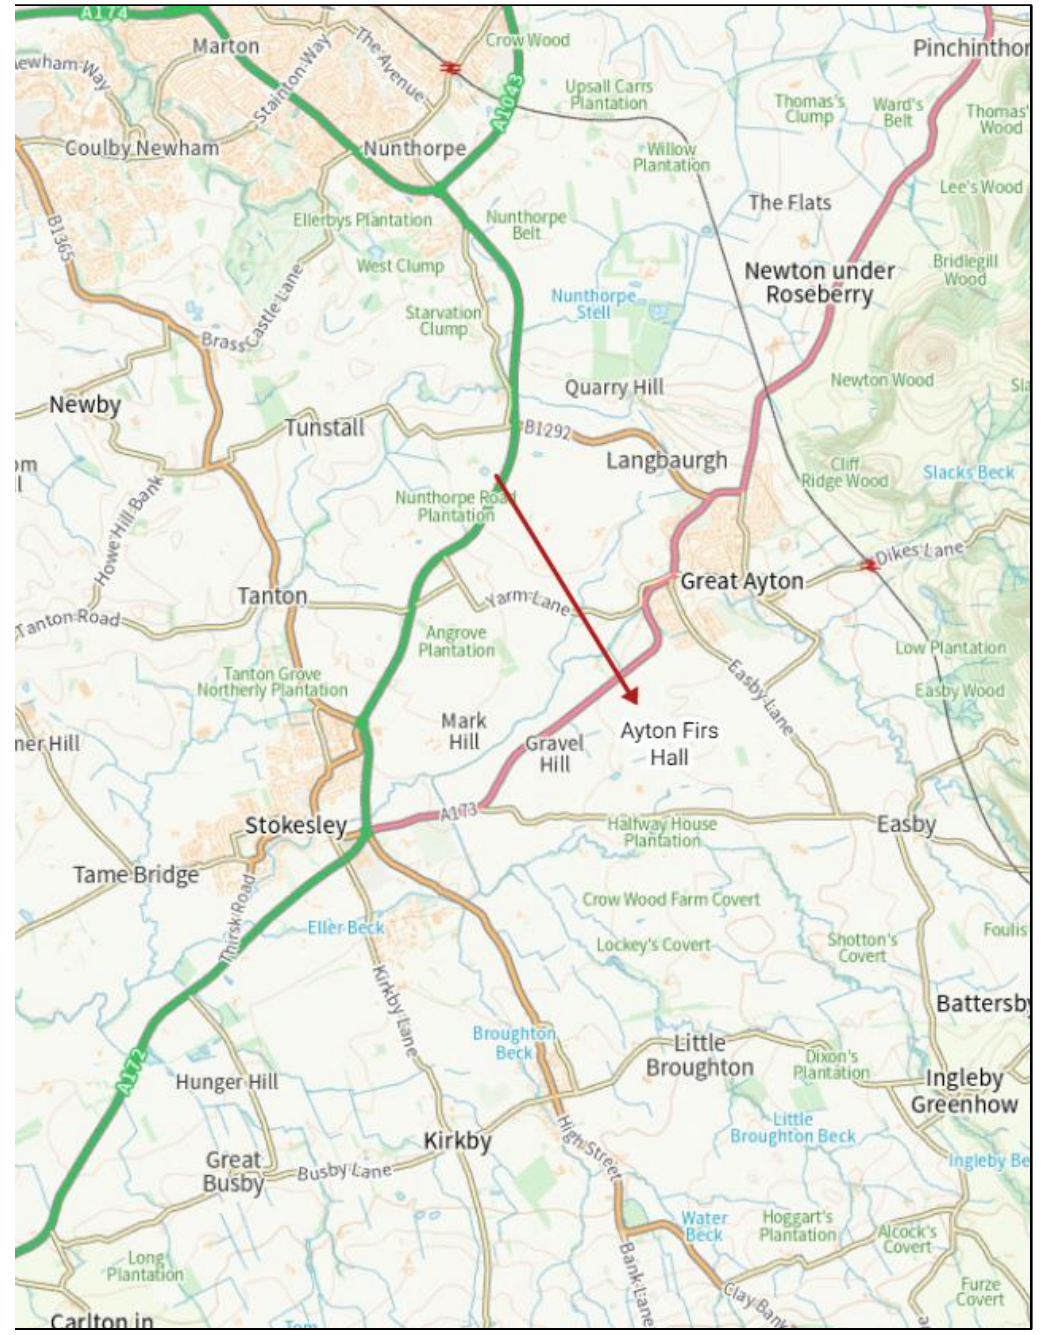 A174
Marton
Stainton Way
The Avenue
Crow Wood
A1043
Upsall Carrs
Plantation
Pinchinthor
Thomas's
Clump
Ward's
Belt
Thomas'
Wood
ewham Way
Coulby Newham
Nunthorpe
Willow
Plantation
Lee's Wood
The Flats
Ellerbys Plantation
Nunthorpe
Belt
B1365
West Clump
Newton under
Roseberry
Bridlegill
Wood
Nunthorpe
Stell
Starvation
Clump
Brass Castle Lane
Quarry Hill
Newton Wood
Newby
Tunstall
B1292
Langbaurgh
Cliff
Ridge Wood
Slacks Beck
om
Howe Hill Bank
Nunthorpe Road
Plantation
Dikes Lane
Great Ayton
Tanton
Yarm Lane
Tanton Road
Angrove
Plantation
Low Plantation
Tanton Grove
Northerly Plantation
Easby Lane
Easby Wood
Mark
Hill
Ayton Firs
Hall
ner Hill
Gravel
Hill
A173
Stokesley
Halfway House
Plantation
Easby
Tame Bridge
Thirsk Road
Crow Wood Farm Covert
Eller Beck
Lockey's Covert
Shotton's
Covert
Foulis
Kirkby Lane
Battersby
Broughton
Beck
Little
Broughton
Dixon's
Plantation
A172
Hunger Hill
Ingleby
Greenhow
High Street
Little
Broughton Beck
Kirkby
Great
Busby
Busby Lane
Ingleby Be
Water
Beck
Hoggart's
Plantation
Alcock's
Covert
Long
Plantation
Bank Lane
Clay Bank
Furze
Covert
Carlton in